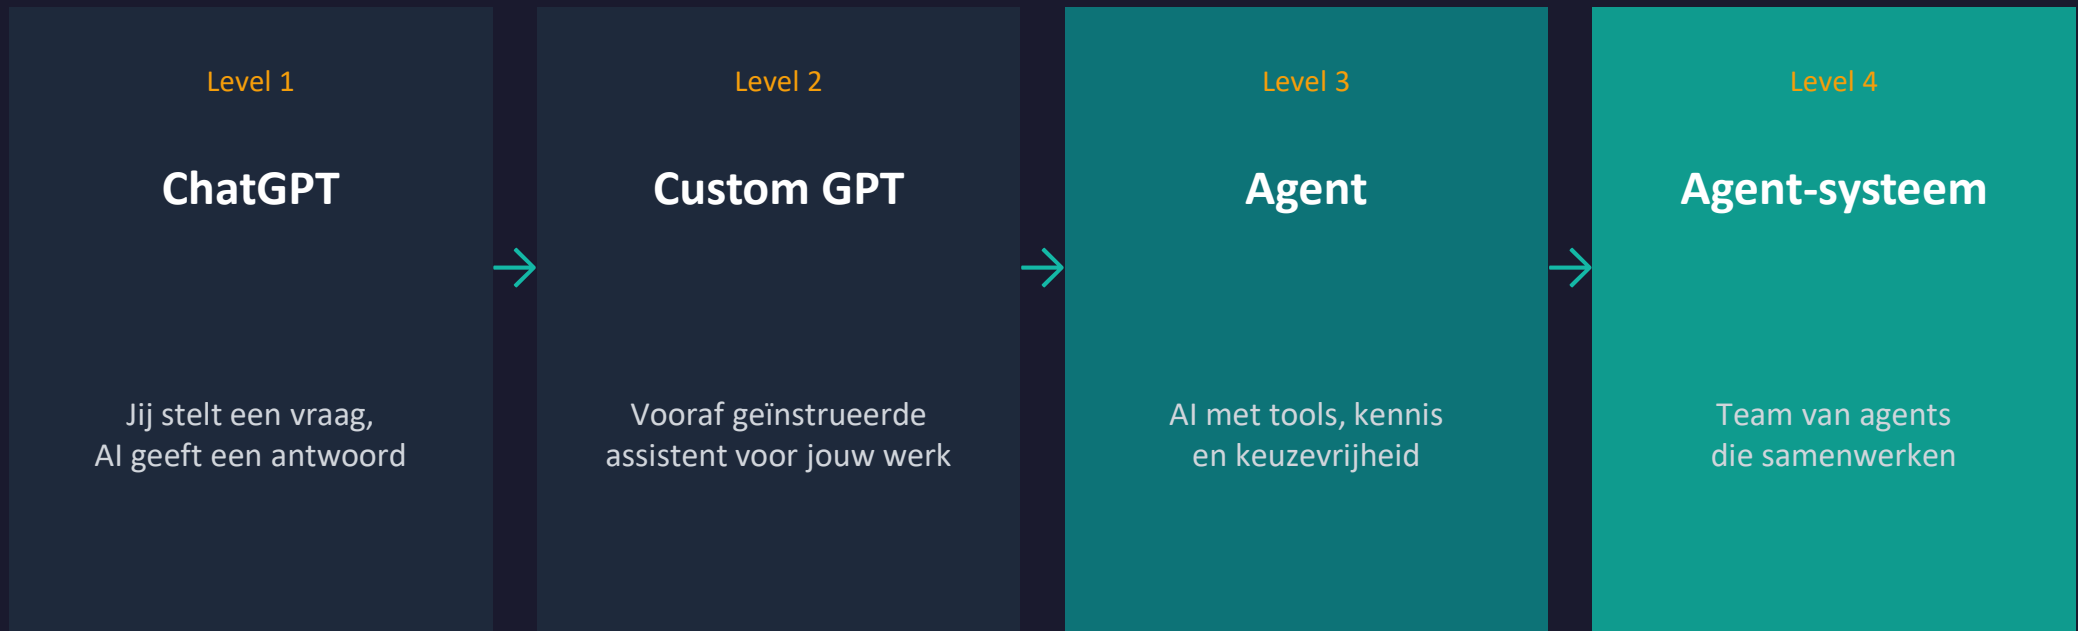 Level 1
ChatGPT
Jij stelt een vraag,
AI geeft een antwoord
Level 2
Custom GPT
Vooraf geïnstrueerde
assistent voor jouw werk
Level 3
Agent
AI met tools, kennis
en keuzevrijheid
Level 4
Agent-systeem
Team van agents
die samenwerken